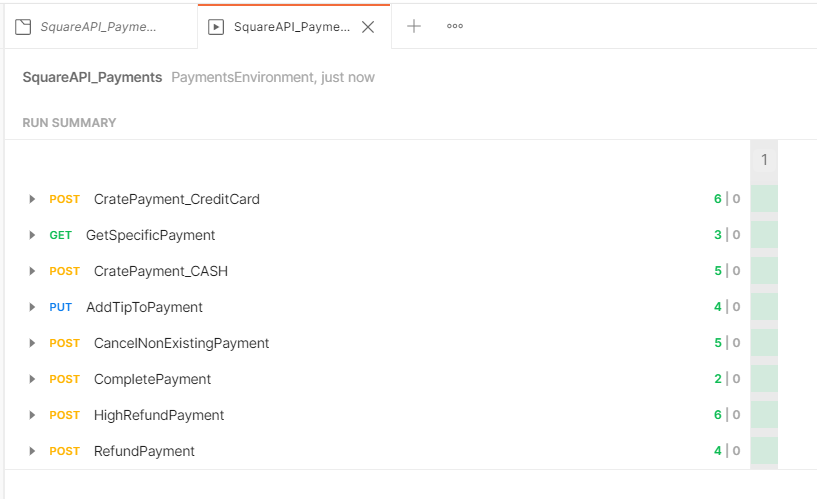 SquareAPI_Payme... SquareAPI_Payme...
SquareAPI_Payments PaymentsEnvironment, just now
RUN SUMMARY
1
POST CratePayment_CreditCard 6 | 0
GET GetSpecificPayment 3 | 0
POST CratePayment_CASH 5 | 0
PUT AddTipToPayment 4 | 0
POST CancelNonExistingPayment 5 | 0
POST CompletePayment 2 | 0
POST HighRefundPayment 6 | 0
POST RefundPayment 4 | 0